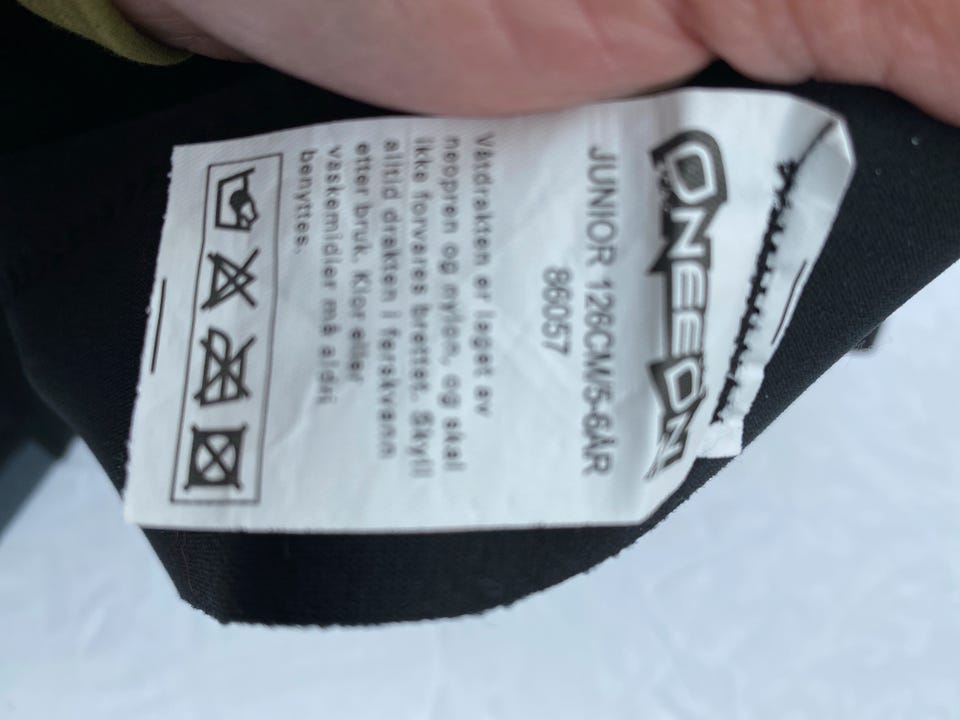 ONEEON
JUNIOR 126CM/5-6ÅR
86057
Våtdrakten er laget av
neopren og nylon, og skal
ikke forvares brettet. Skyll
alltid drakten i ferskvann
etter bruk. Klor eller
vaskemidler må aldri
benyttes.